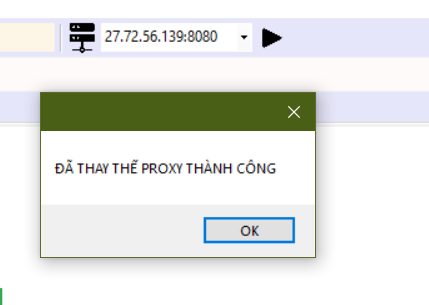 27.72.56.139:8080
ĐÃ THAY THẾ PROXY THÀNH CÔNG
OK